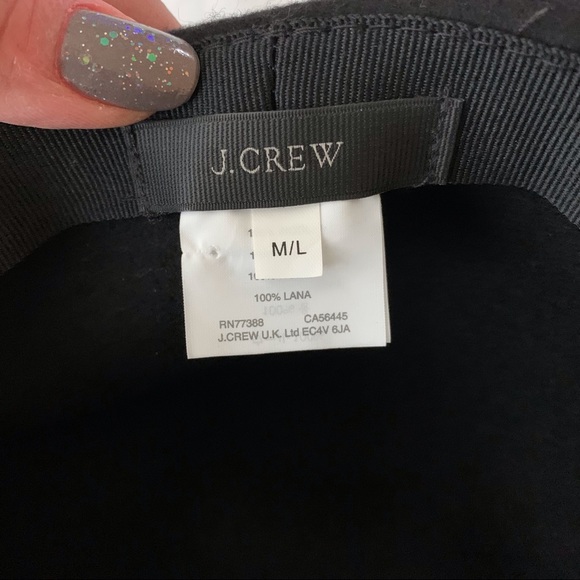 J.CREW
M/L
100% LANA
RN77388 CA56445
J.CREW U.K. Ltd EC4V 6JA